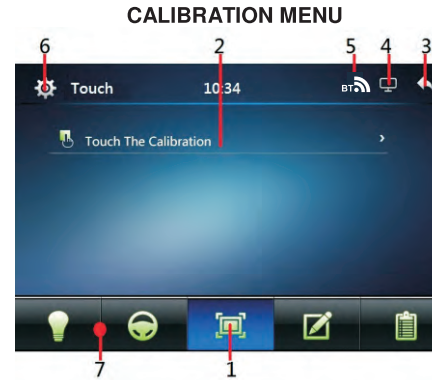 CALIBRATION MENU
6 2 5 4 3
Touch 10:34 BT
Touch The Calibration ›
7 1